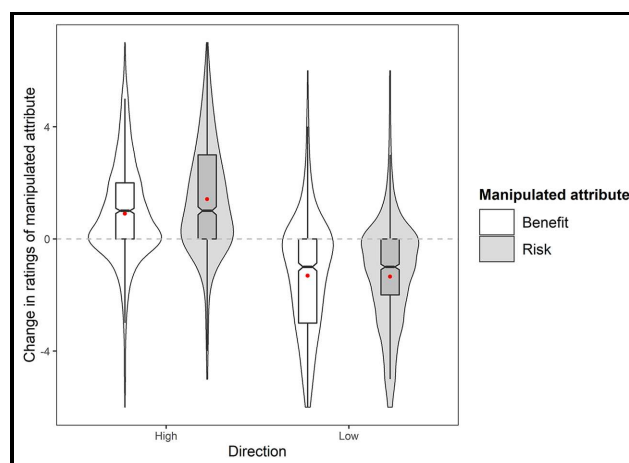 Change in ratings of manipulated attribute
4
0
-4
High
Low
Direction
Manipulated attribute
Benefit
Risk